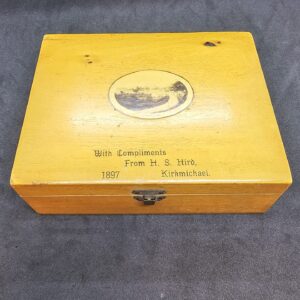 With Compliments
From H. S. Hird,
1897 Kirkmichael.